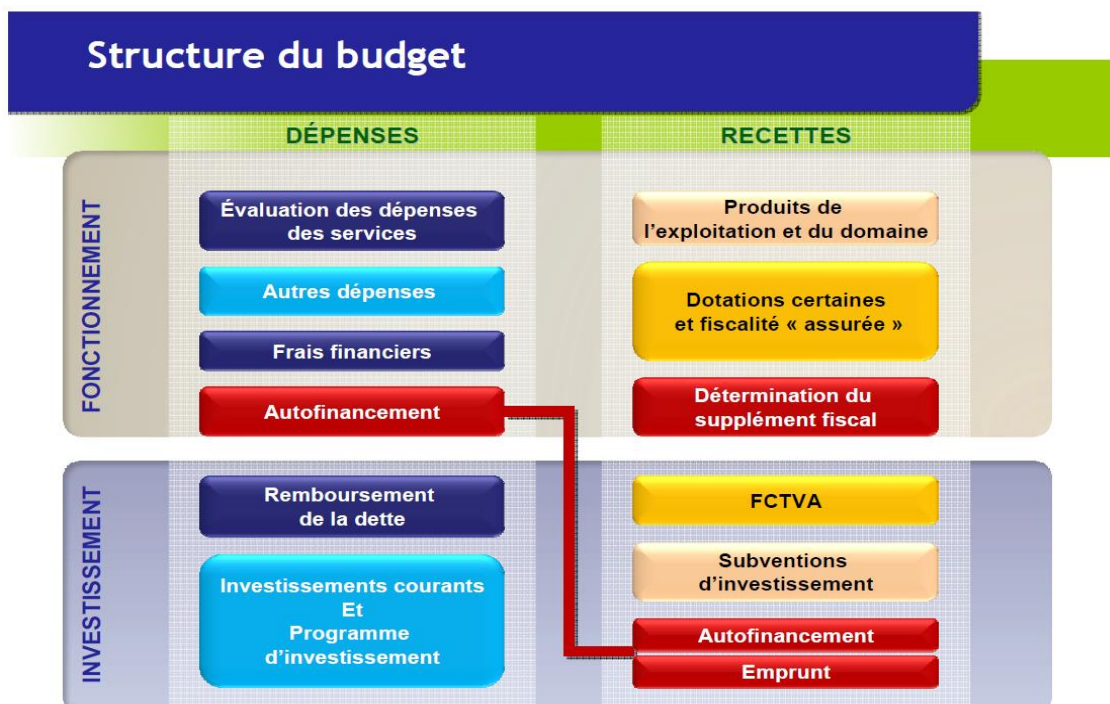 Structure du budget
DÉPENSES
RECETTES
FONCTIONNEMENT
Évaluation des dépenses
des services
Autres dépenses
Frais financiers
Autofinancement
Produits de
l'exploitation et du domaine
Dotations certaines
et fiscalité « assurée »
Détermination du
supplément fiscal
INVESTISSEMENT
Remboursement
de la dette
Investissements courants
Et
Programme
d'investissement
FCTVA
Subventions
d'investissement
Autofinancement
Emprunt